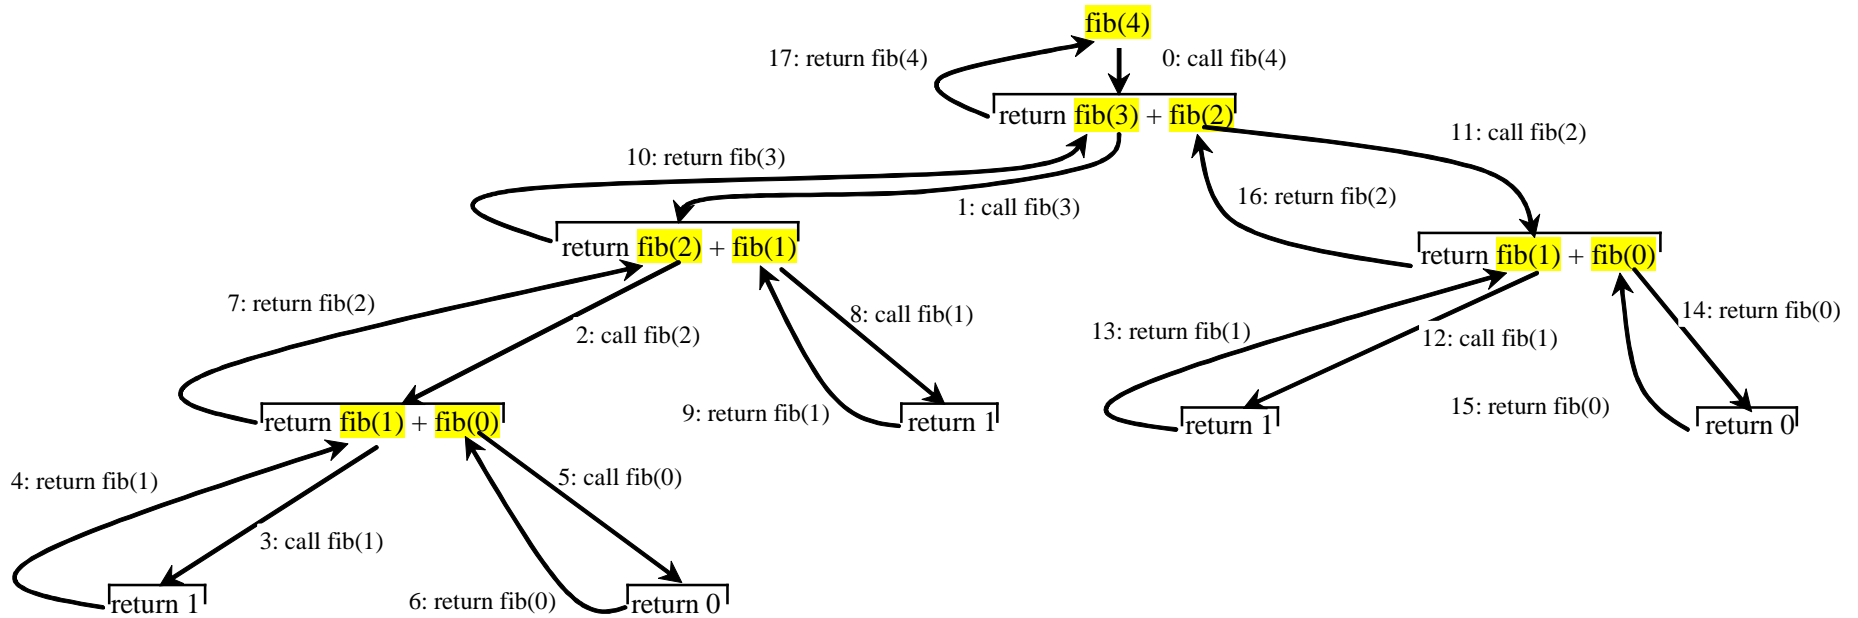 fib(4)
17: return fib(4)
0: call fib(4)
return fib(3) + fib(2)
11: call fib(2)
10: return fib(3)
16: return fib(2)
1: call fib(3)
return fib(2) + fib(1)
return fib(1) + fib(0)
7: return fib(2)
8: call fib(1)
14: return fib(0)
2: call fib(2)
13: return fib(1)
12: call fib(1)
9: return fib(1)
15: return fib(0)
return fib(1) + fib(0)
return 1
return 1
return 0
4: return fib(1)
5: call fib(0)
3: call fib(1)
6: return fib(0)
return 1
return 0